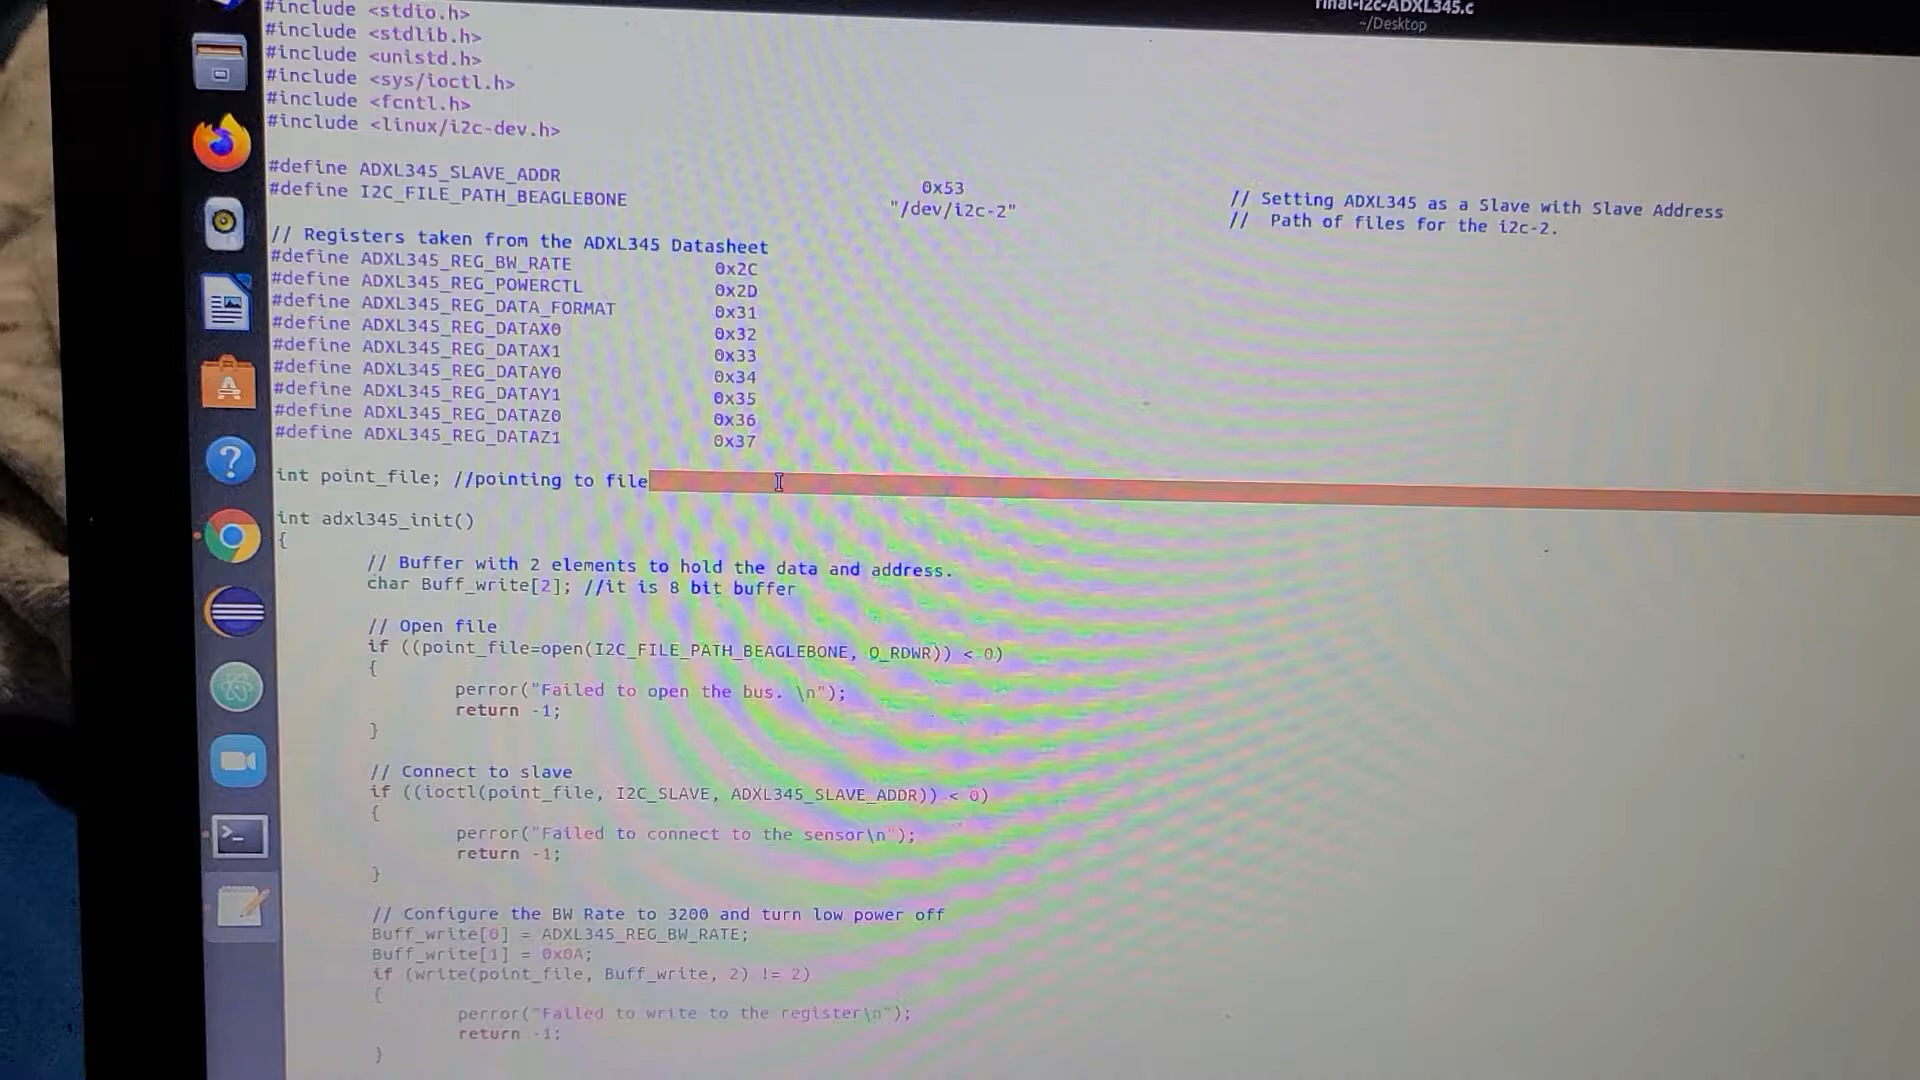 final-i2c-ADXL345.c
~/Desktop
#include <stdio.h>
#include <stdlib.h>
#include <unistd.h>
#include <sys/ioctl.h>
#include <fcntl.h>
#include <linux/i2c-dev.h>
#define ADXL345_SLAVE_ADDR 0x53 // Setting ADXL345 as a Slave with Slave Address
#define I2C_FILE_PATH_BEAGLEBONE "/dev/i2c-2" // Path of files for the i2c-2.
// Registers taken from the ADXL345 Datasheet
#define ADXL345_REG_BW_RATE 0x2C
#define ADXL345_REG_POWERCTL 0x2D
#define ADXL345_REG_DATA_FORMAT 0x31
#define ADXL345_REG_DATAX0 0x32
#define ADXL345_REG_DATAX1 0x33
#define ADXL345_REG_DATAY0 0x34
#define ADXL345_REG_DATAY1 0x35
#define ADXL345_REG_DATAZ0 0x36
#define ADXL345_REG_DATAZ1 0x37
int point_file; //pointing to file
int adxl345_init()
{
// Buffer with 2 elements to hold the data and address.
char Buff_write[2]; //it is 8 bit buffer
// Open file
if ((point_file=open(I2C_FILE_PATH_BEAGLEBONE, O_RDWR)) < 0)
{
perror("Failed to open the bus. \n");
return -1;
}
// Connect to slave
if ((ioctl(point_file, I2C_SLAVE, ADXL345_SLAVE_ADDR)) < 0)
{
perror("Failed to connect to the sensor\n");
return -1;
}
// Configure the BW Rate to 3200 and turn low power off
Buff_write[0] = ADXL345_REG_BW_RATE;
Buff_write[1] = 0x0A;
if (write(point_file, Buff_write, 2) != 2)
{
perror("Failed to write to the register\n");
return -1;
}